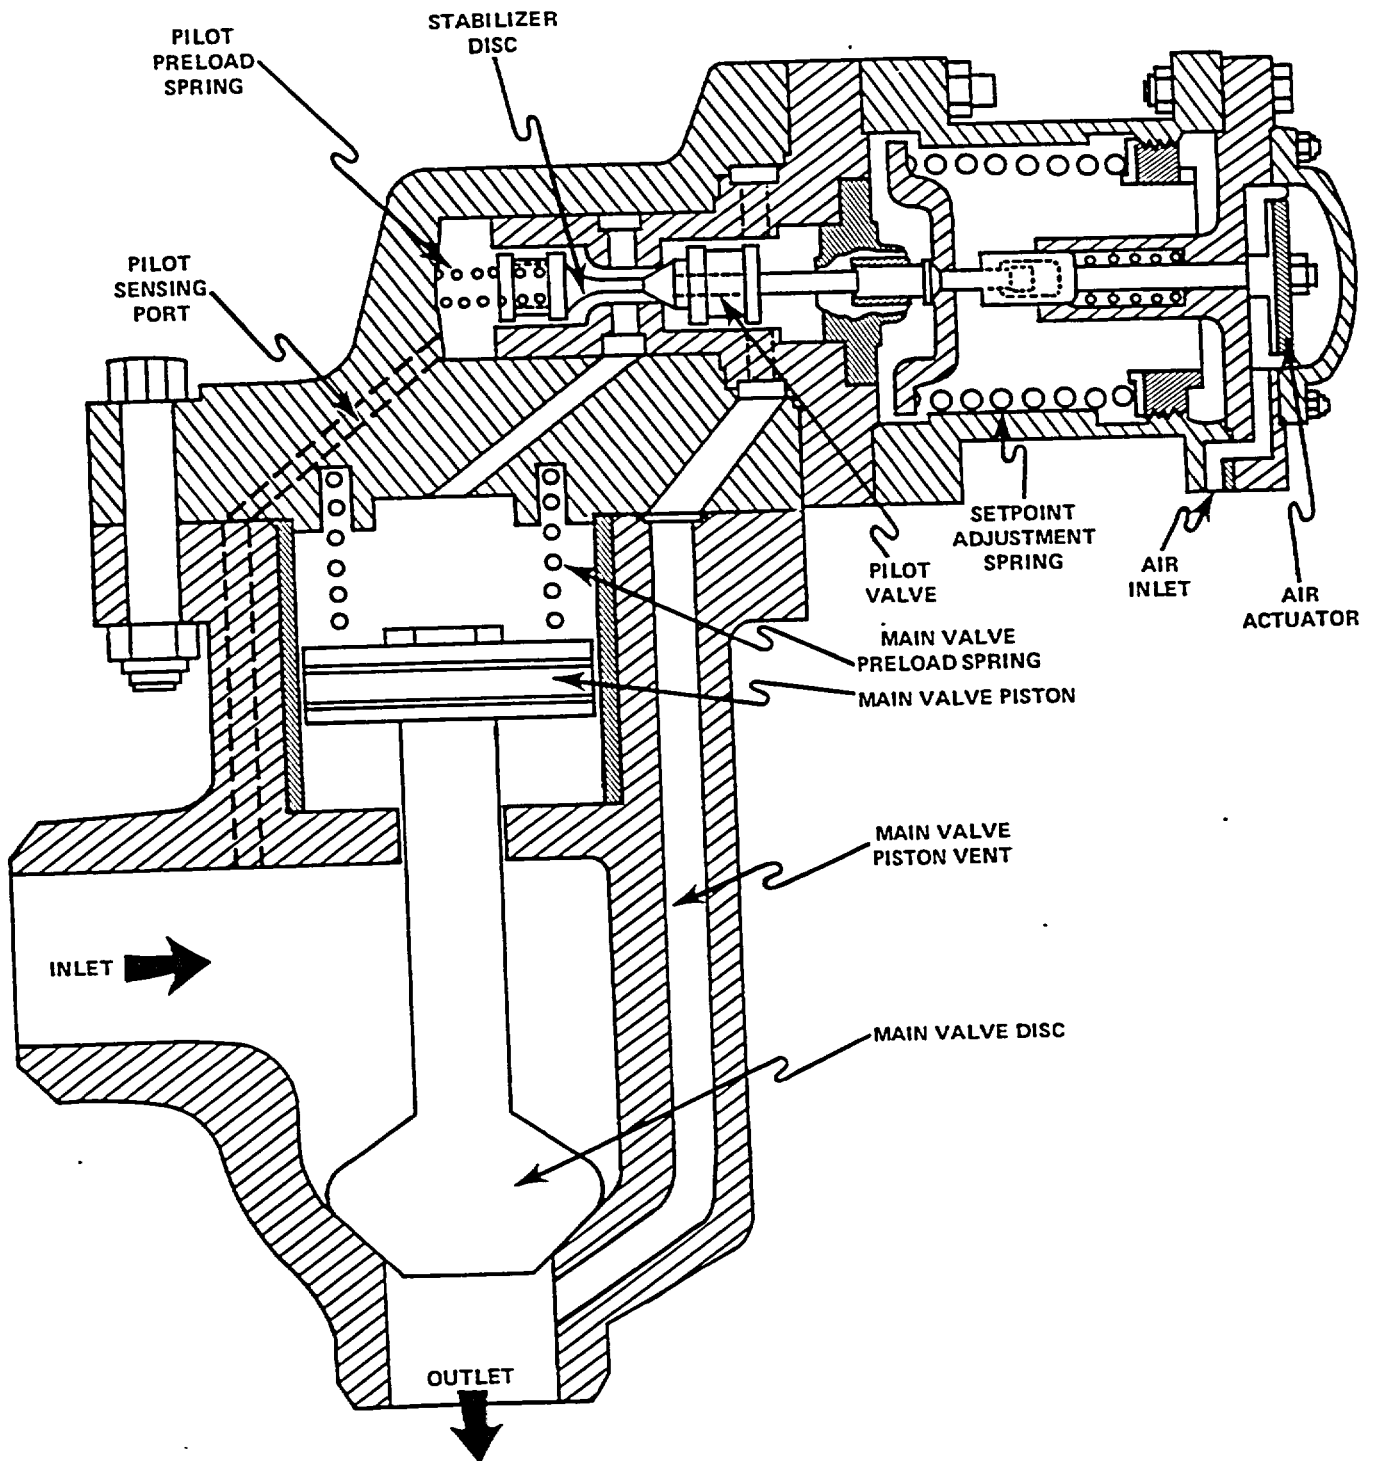 PILOT
PRELOAD
SPRING
STABILIZER
DISC
PILOT
SENSING
PORT
SETPOINT
ADJUSTMENT
SPRING
PILOT
VALVE
AIR
INLET
AIR
ACTUATOR
MAIN VALVE
PRELOAD SPRING
MAIN VALVE PISTON
MAIN VALVE
PISTON VENT
INLET
MAIN VALVE DISC
OUTLET